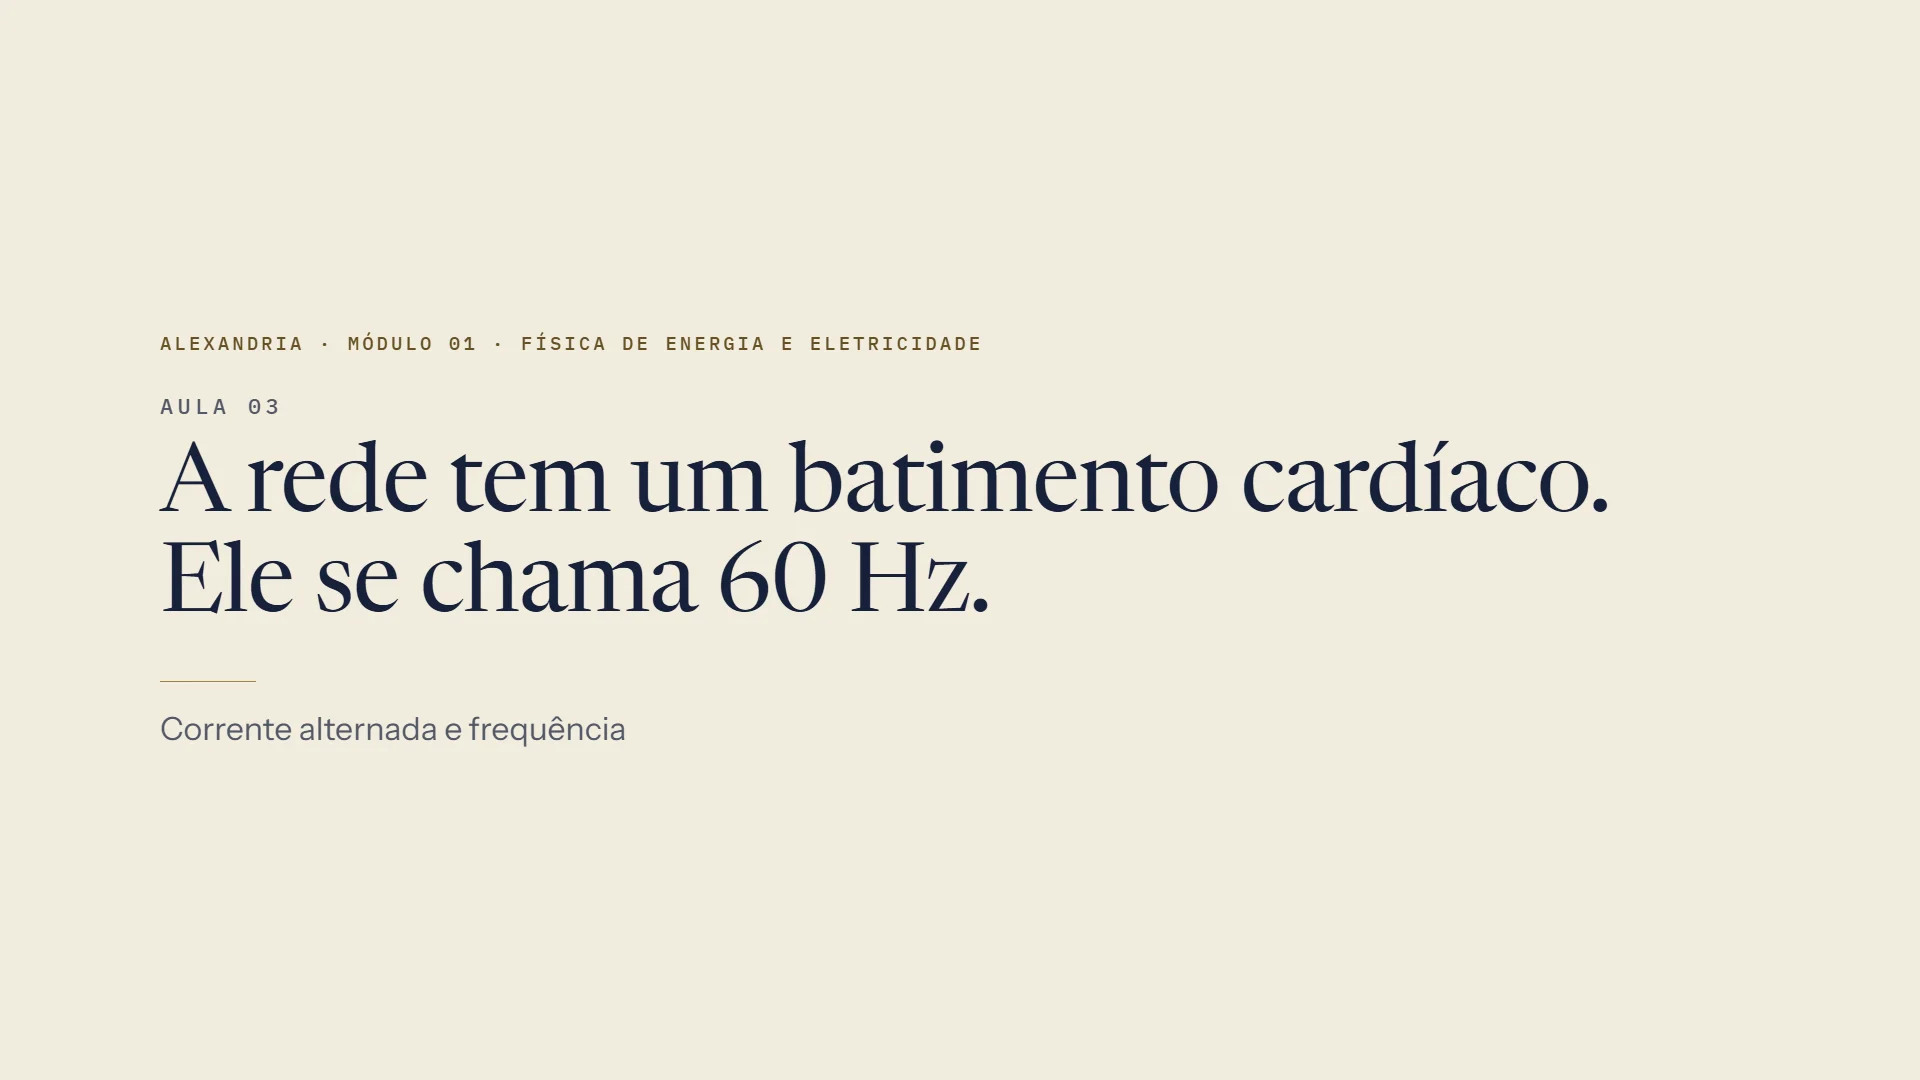 ALEXANDRIA · MÓDULO 01 · FÍSICA DE ENERGIA E ELETRICIDADE
AULA 03
A rede tem um batimento cardíaco.
Ele se chama 60 Hz.
Corrente alternada e frequência